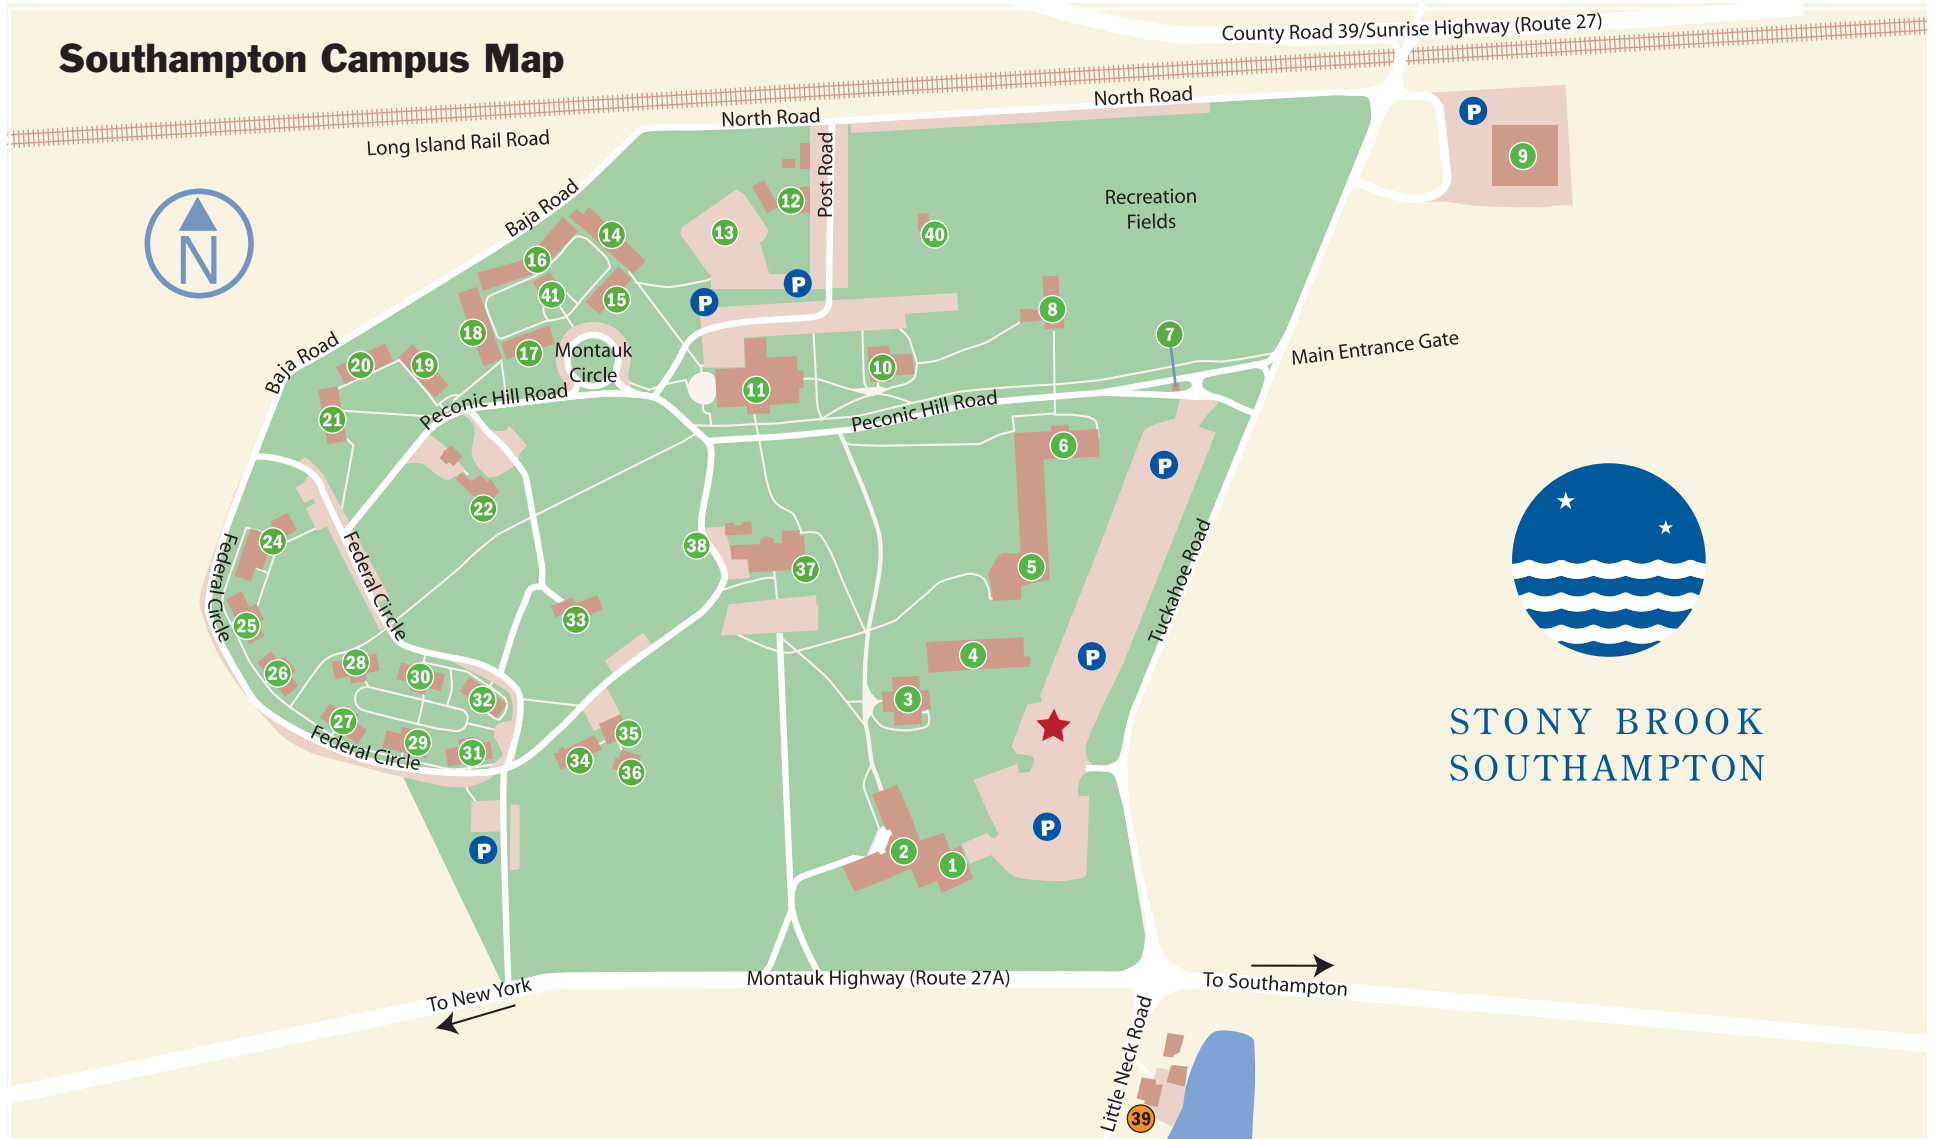 County Road 39/Sunrise Highway (Route 27)
Southampton Campus Map
North Road
North Road
Long Island Rail Road
P
9
Post Road
Baja Road
12
Recreation
Fields
13
14
40
N
16
P
41
15
P
8
18
7
Main Entrance Gate
17
Montauk
Circle
Baja Road
20
19
10
11
Peconic Hill Road
Peconic Hill Road
21
6
P
22
24
38
37
5
Federal Circle
Federal Circle
Tuckahoe Road
33
25
28
4
P
26
30
32
3
27
35
STONY BROOK
SOUTHAMPTON
29
31
34
36
Federal Circle
P
P
2
1
Montauk Highway (Route 27A)
To New York
To Southampton
Little Neck Road
39